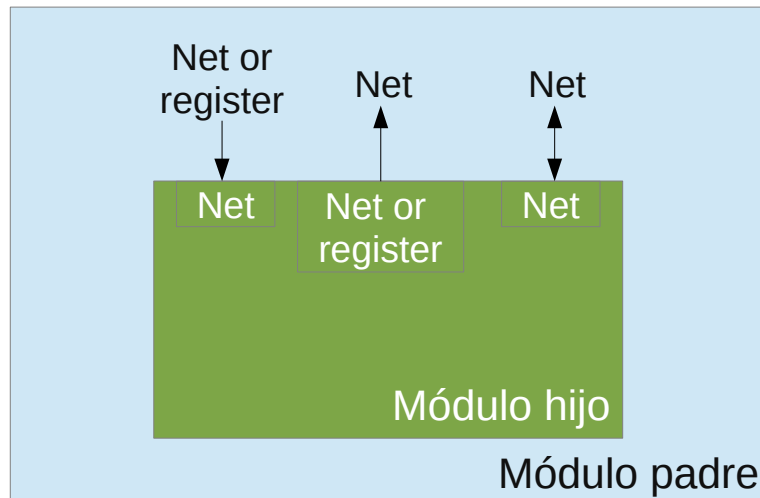 Net or
register
Net
Net
Net
Net or
register
Net
Módulo hijo
Módulo padre